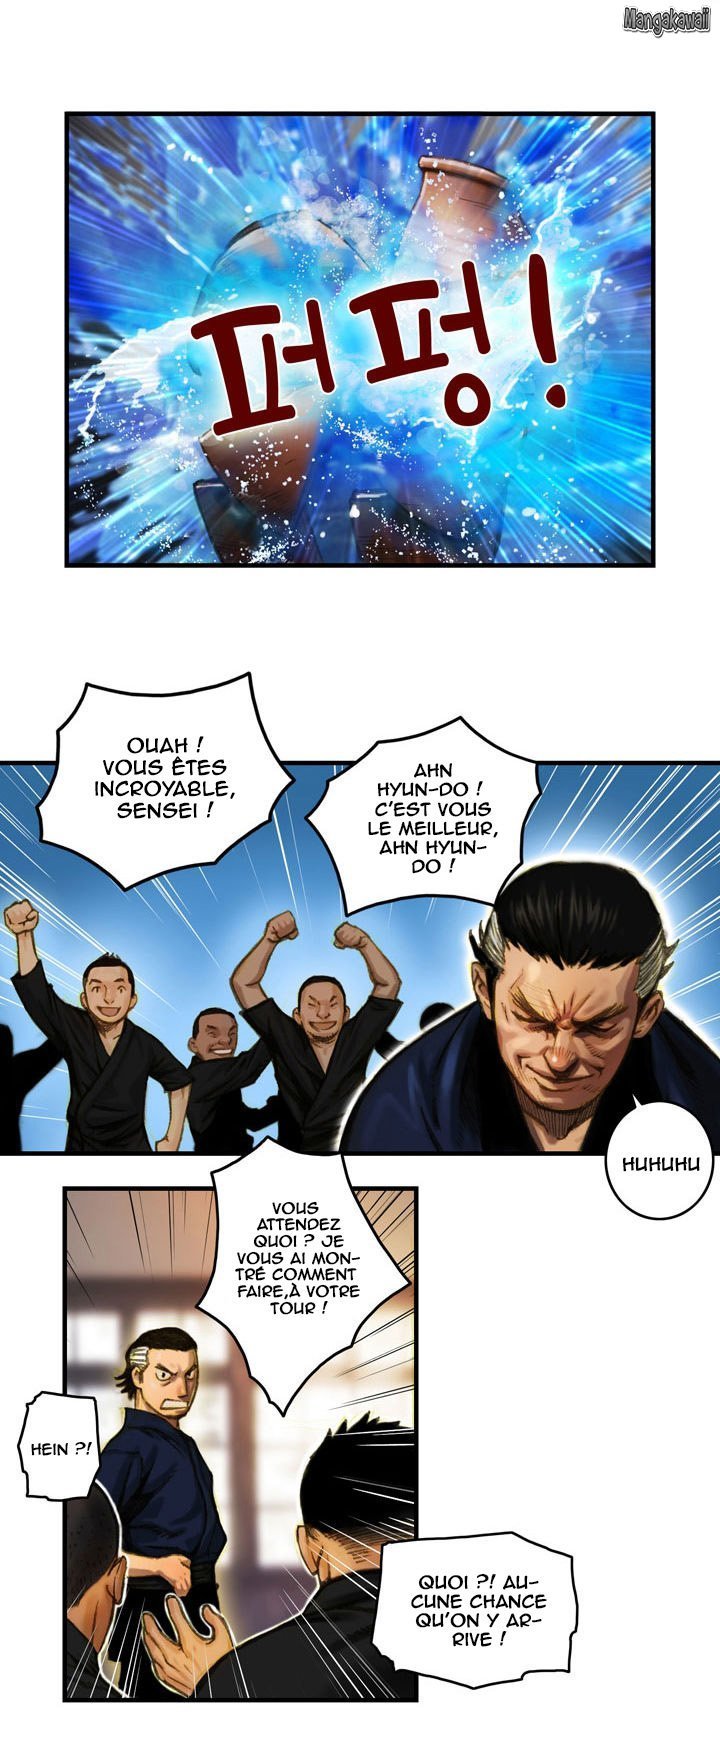 Mangakawaii
퍼펑!
OUAH !
VOUS ÊTES
INCROYABLE,
SENSEI !
AHN
HYUN-DO !
C'EST VOUS
LE MEILLEUR,
AHN HYUN-
DO !
HUHUHU
VOUS
ATTENDEZ
QUOI ? JE
VOUS AI MON-
TRÉ COMMENT
FAIRE,À VOTRE
TOUR !
HEIN ?!
QUOI ?! AU-
CUNE CHANCE
QU'ON Y AR-
RIVE !